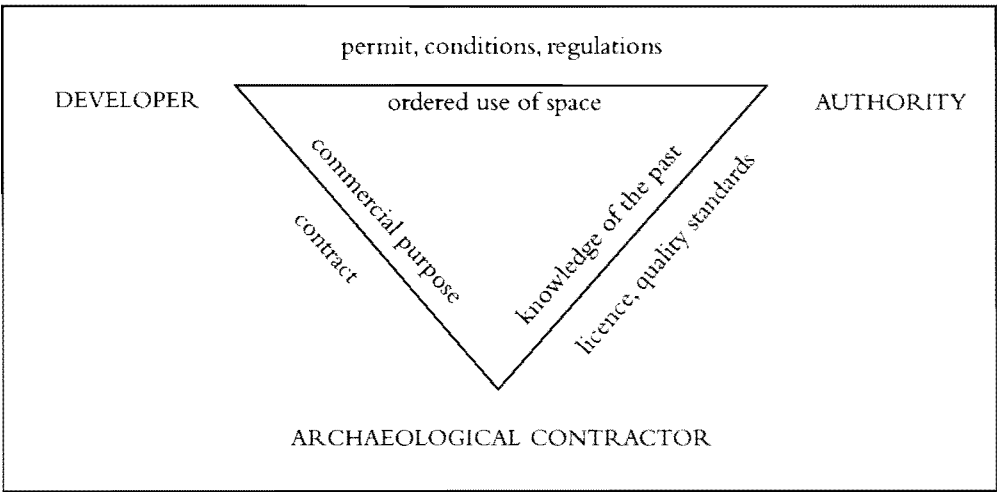 permit, conditions, regulations
DEVELOPER
ordered use of space
AUTHORITY
commercial purpose
contract
knowledge of the past
licence, quality standards
ARCHAEOLOGICAL CONTRACTOR